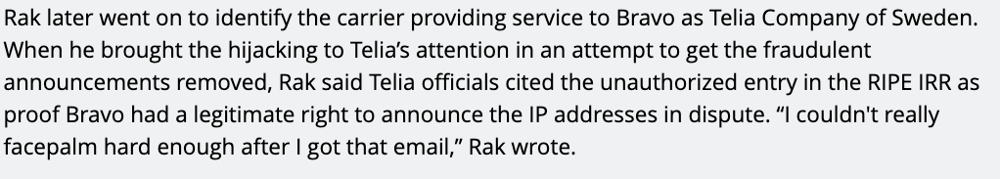 Rak later went on to identify the carrier providing service to Bravo as Telia Company of Sweden.
When he brought the hijacking to Telia’s attention in an attempt to get the fraudulent
announcements removed, Rak said Telia officials cited the unauthorized entry in the RIPE IRR as
proof Bravo had a legitimate right to announce the IP addresses in dispute. “I couldn't really
facepalm hard enough after I got that email,” Rak wrote.